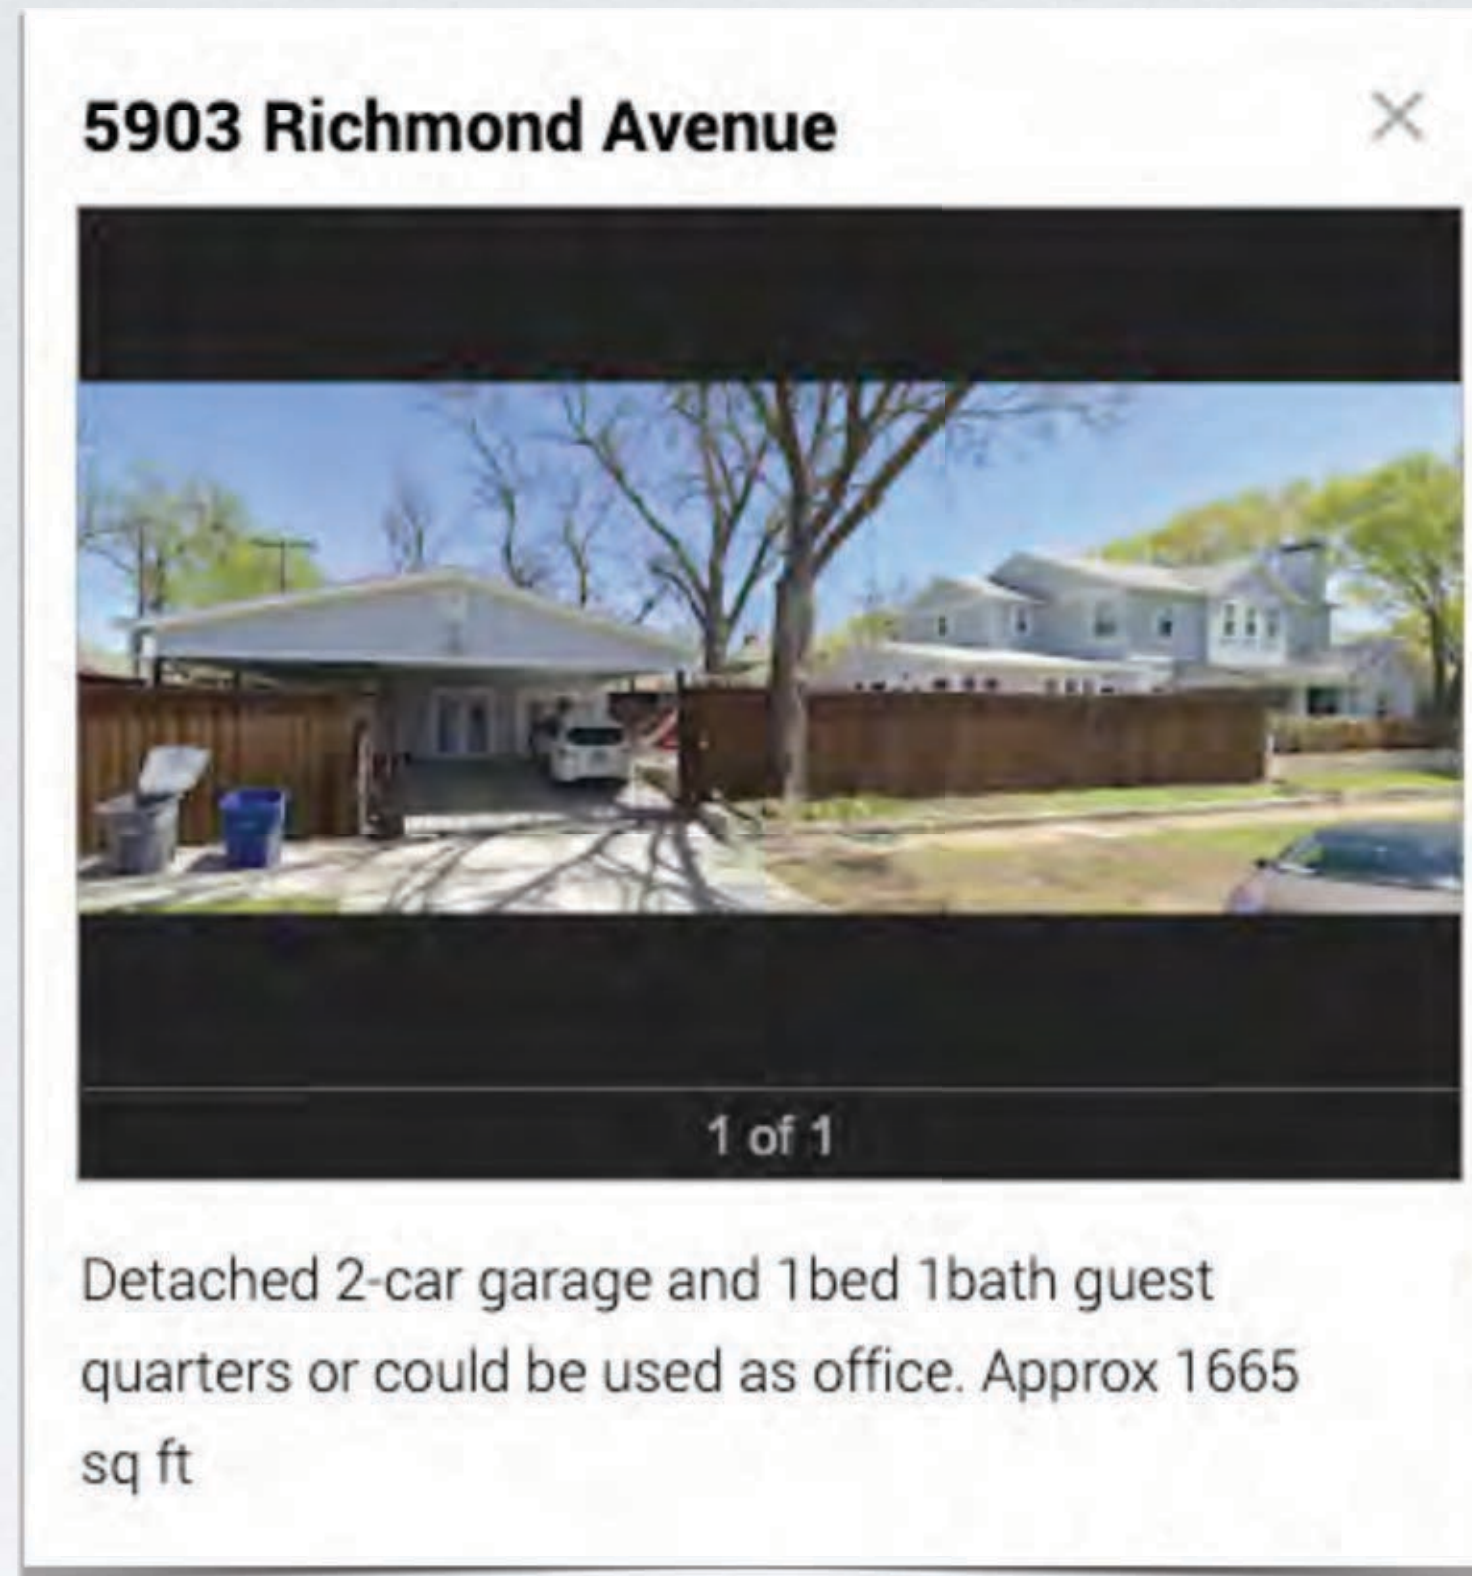 5903 Richmond Avenue
1 of 1
Detached 2-car garage and 1bed 1bath guest
quarters or could be used as office. Approx 1665
sq ft